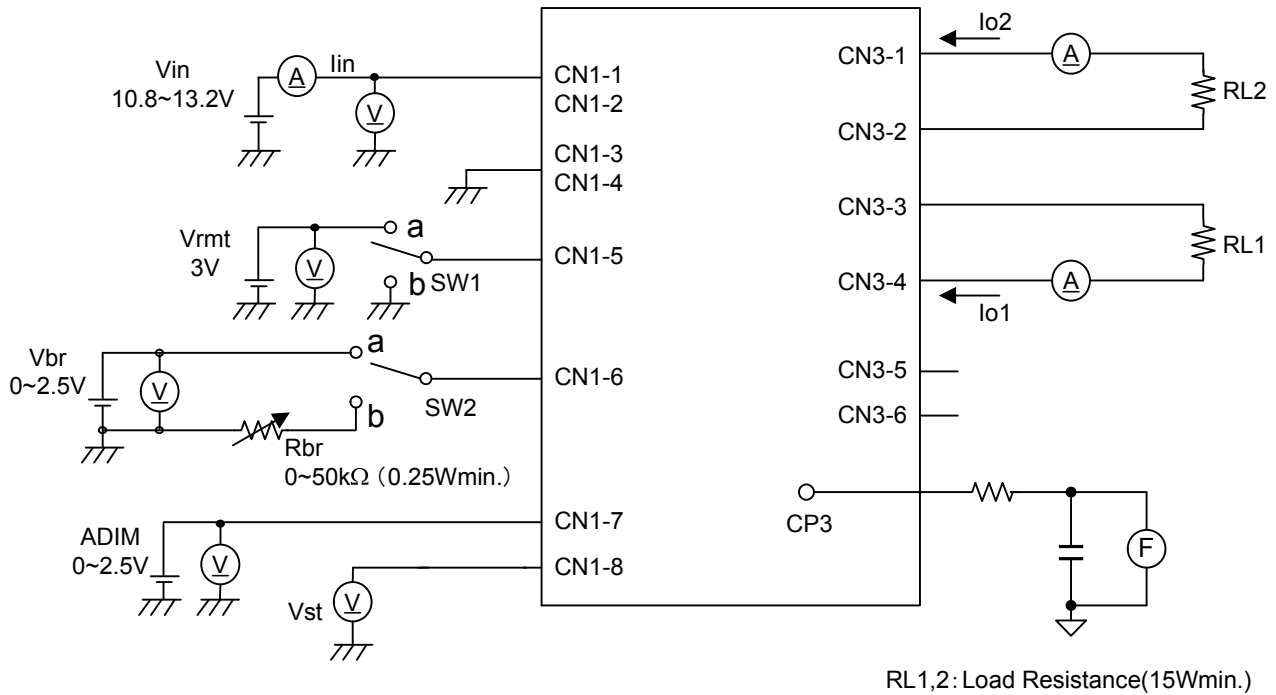 Vin
10.8~13.2V
A
Iin
V
CN1-1
CN1-2
CN1-3
CN1-4
Vrmt
3V
V
a
b
SW1
CN1-5
Vbr
0~2.5V
V
a
b
SW2
CN1-6
Rbr
0~50kΩ (0.25Wmin.)
ADIM
0~2.5V
V
CN1-7
Vst
V
CN1-8
Io2
CN3-1
A
RL2
CN3-2
CN3-3
RL1
CN3-4
A
Io1
CN3-5
CN3-6
CP3
F
RL1,2:Load Resistance(15Wmin.)